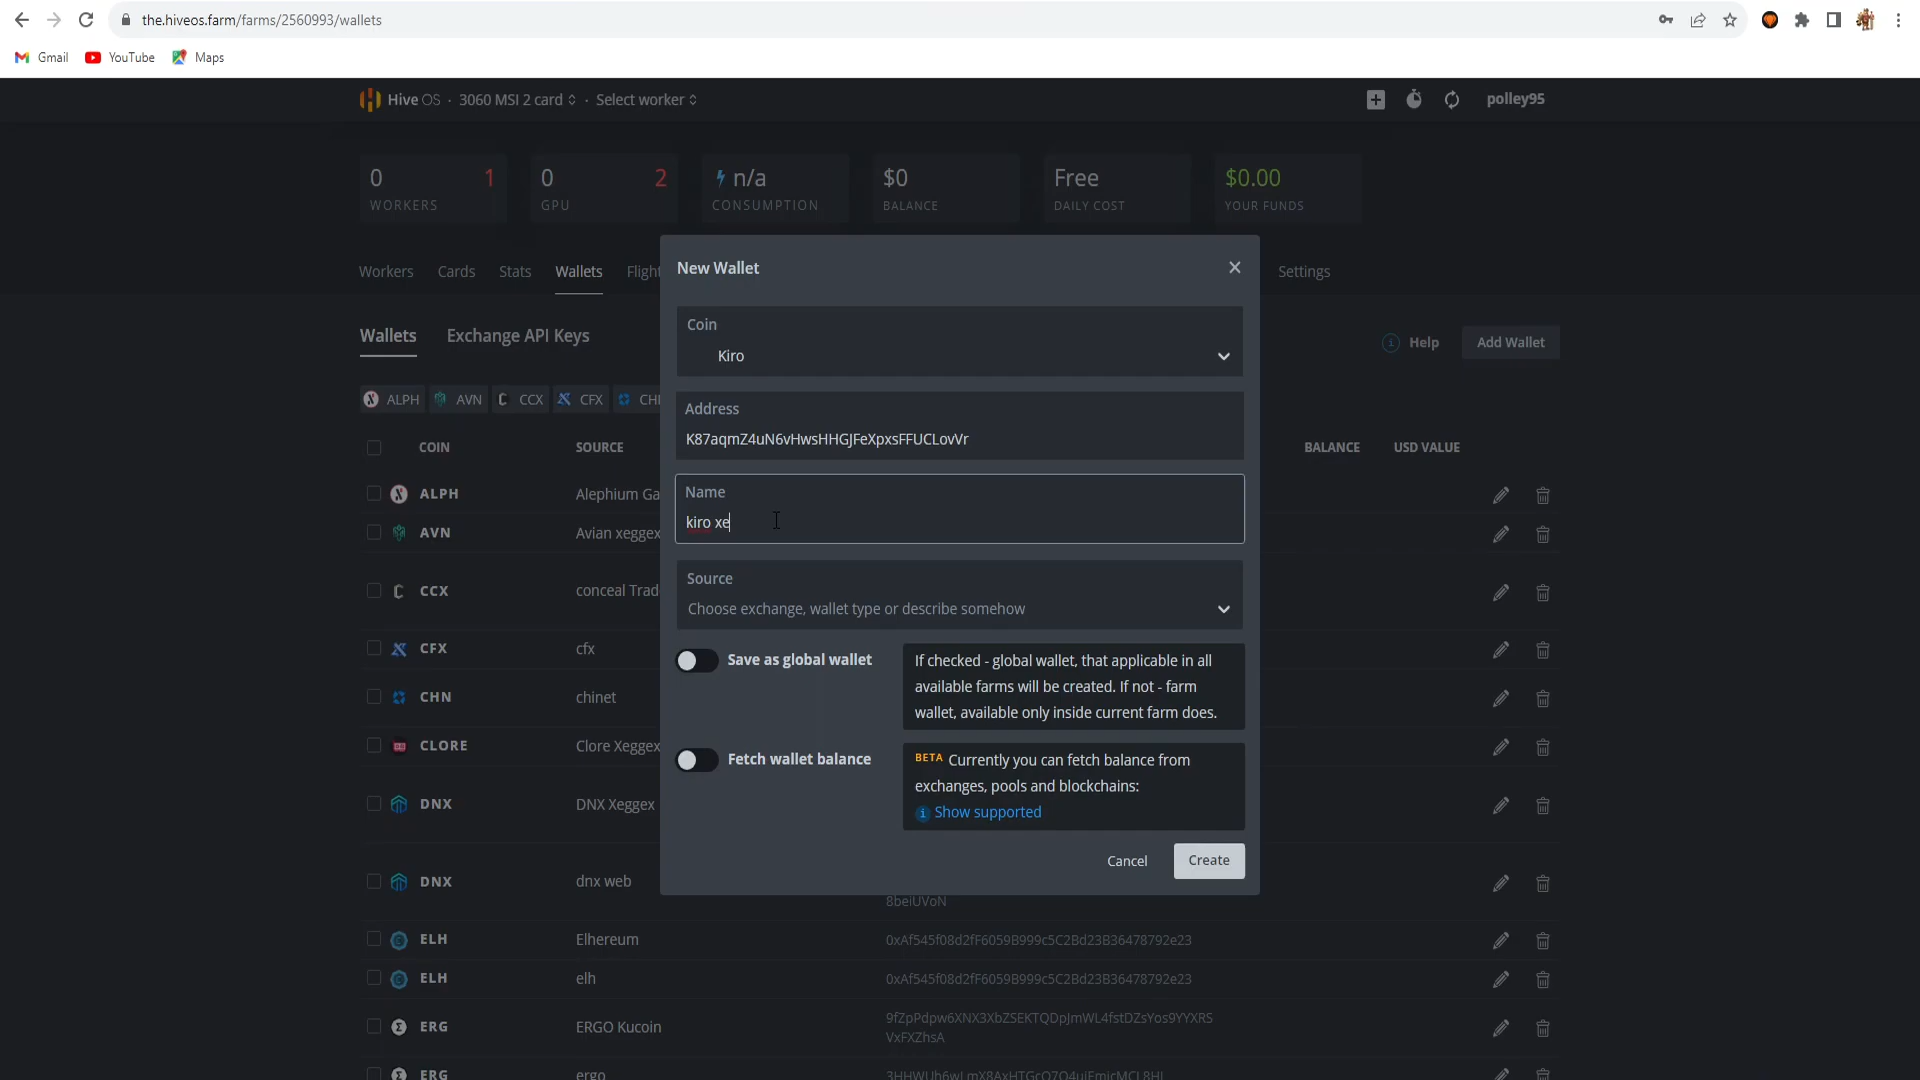 the.hiveos.farm/farms/2560993/wallets
Gmail YouTube Maps
Hive OS · 3060 MSI 2 card · Select worker polley95
0 1 0 2 n/a $0 Free $0.00
WORKERS GPU CONSUMPTION BALANCE DAILY COST YOUR FUNDS
Workers Cards Stats Wallets Flight Settings
New Wallet
Wallets Exchange API Keys Help Add Wallet
Coin
Kiro
ALPH AVN CCX CFX CHI
Address
K87aqmZ4uN6vHwsHHGJFeXpxsFFUCLovVr
COIN SOURCE BALANCE USD VALUE
Name
kiro xe
ALPH Alephium Ga
AVN Avian xeggex
Source
Choose exchange, wallet type or describe somehow
CCX conceal Trad
CFX cfx
Save as global wallet
If checked - global wallet, that applicable in all
available farms will be created. If not - farm
wallet, available only inside current farm does.
CHN chinet
CLORE Clore Xeggex
Fetch wallet balance
BETA Currently you can fetch balance from
exchanges, pools and blockchains:
Show supported
DNX DNX Xeggex
Cancel Create
DNX dnx web
8beiUVoN
ELH Elhereum 0xAf545f08d2fF6059B999c5C2Bd23B36478792e23
ELH elh 0xAf545f08d2fF6059B999c5C2Bd23B36478792e23
ERG ERGO Kucoin 9fZpPdpw6XNX3XbZSEKTQDpJmWL4fstDZsYos9YYXRS
VxFXZhsA
ERG ergo